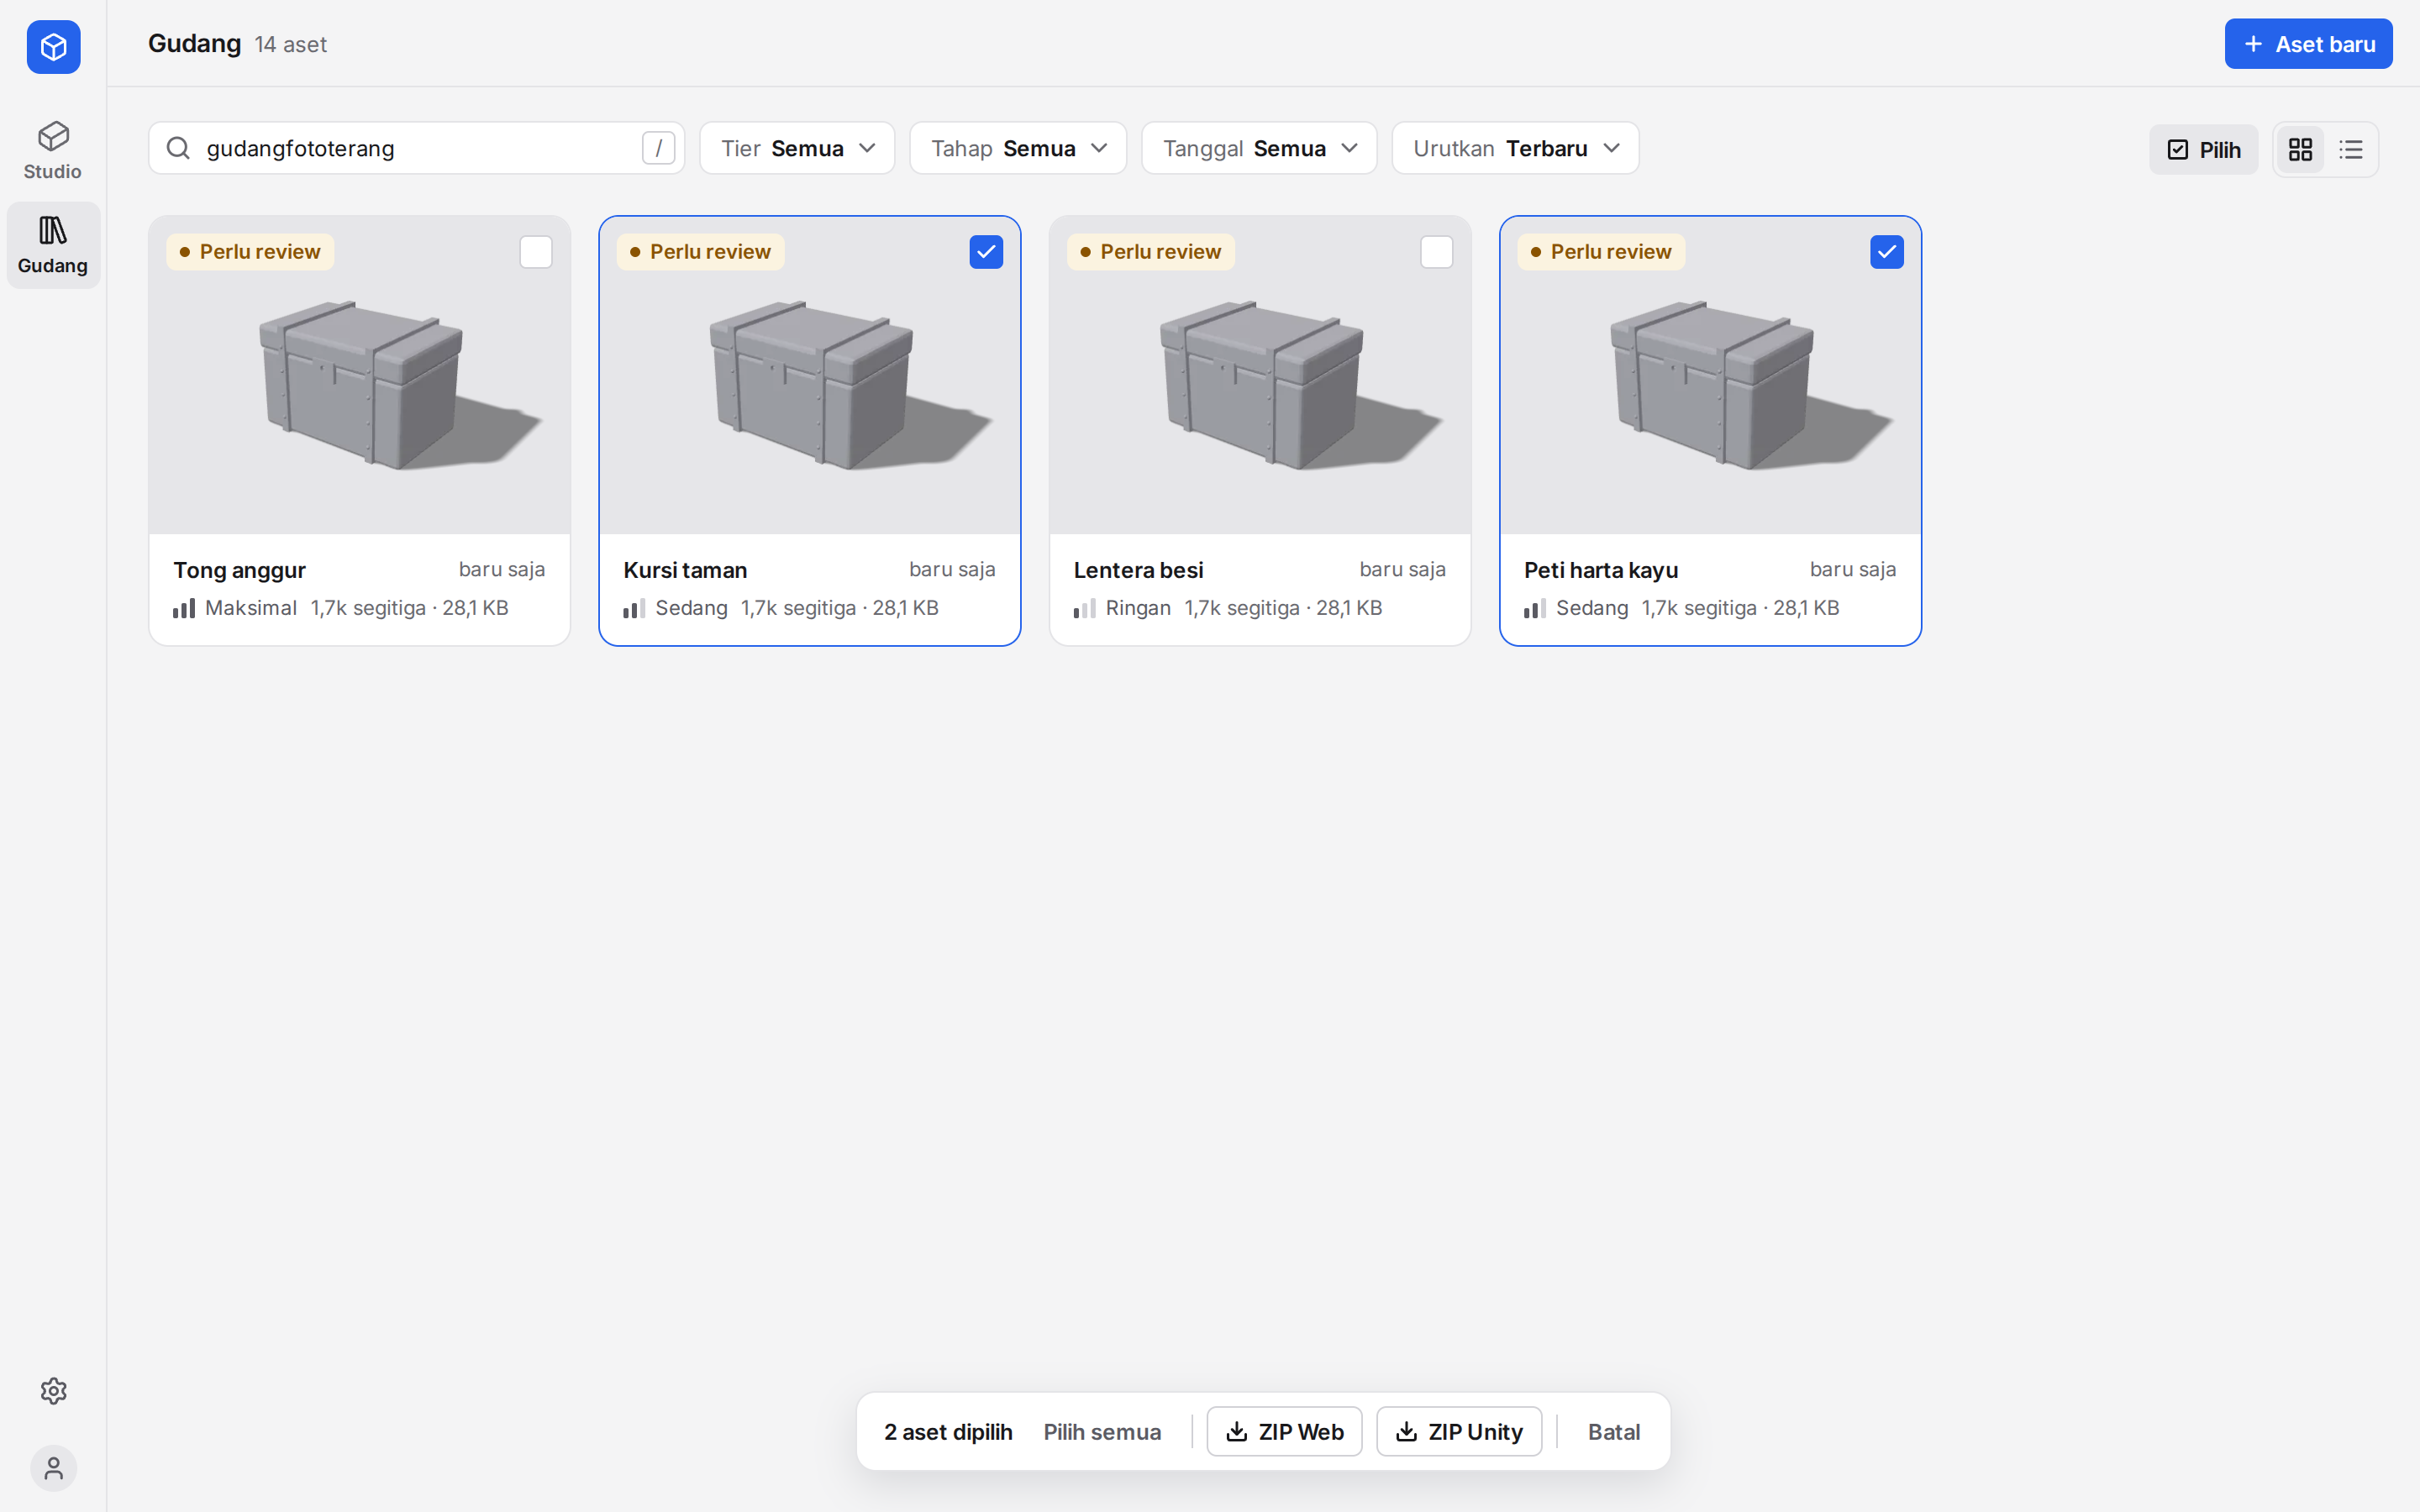 Gudang 14 aset
+ Aset baru
Studio
Gudang
gudangfototerang /
Tier Semua
Tahap Semua
Tanggal Semua
Urutkan Terbaru
Pilih
Perlu review
Perlu review
Perlu review
Perlu review
Tong anggur baru saja
Maksimal 1,7k segitiga · 28,1 KB
Kursi taman baru saja
Sedang 1,7k segitiga · 28,1 KB
Lentera besi baru saja
Ringan 1,7k segitiga · 28,1 KB
Peti harta kayu baru saja
Sedang 1,7k segitiga · 28,1 KB
2 aset dipilih Pilih semua ZIP Web ZIP Unity Batal